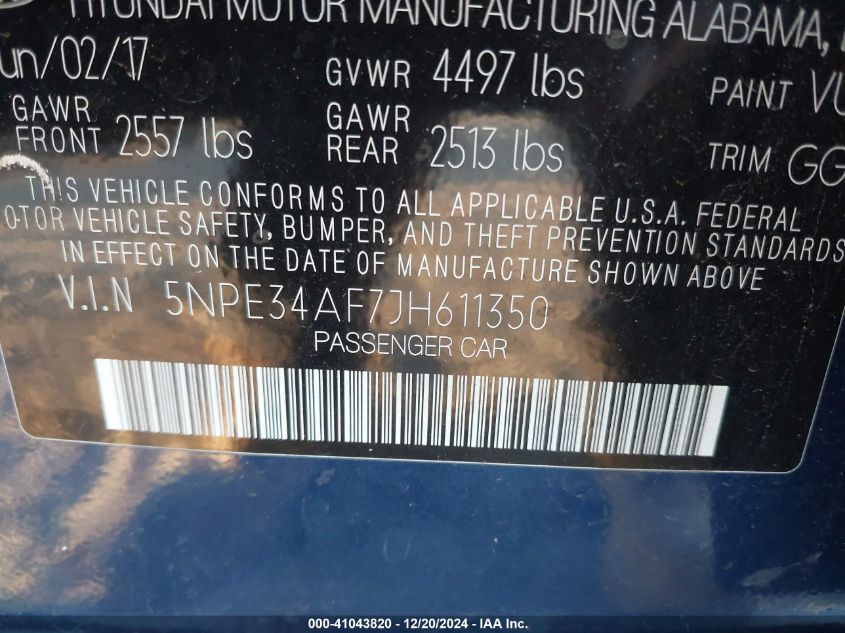 HYUNDAI MOTOR MANUFACTURING ALABAMA,
un/02/17 GVWR 4497 lbs PAINT VU
GAWR FRONT 2557 lbs GAWR REAR 2513 lbs TRIM GG
THIS VEHICLE CONFORMS TO ALL APPLICABLE U.S.A. FEDERAL
OTOR VEHICLE SAFETY, BUMPER, AND THEFT PREVENTION STANDARDS
IN EFFECT ON THE DATE OF MANUFACTURE SHOWN ABOVE
V.I.N 5NPE34AF7JH611350
PASSENGER CAR
000-41043820 - 12/20/2024 - IAA Inc.